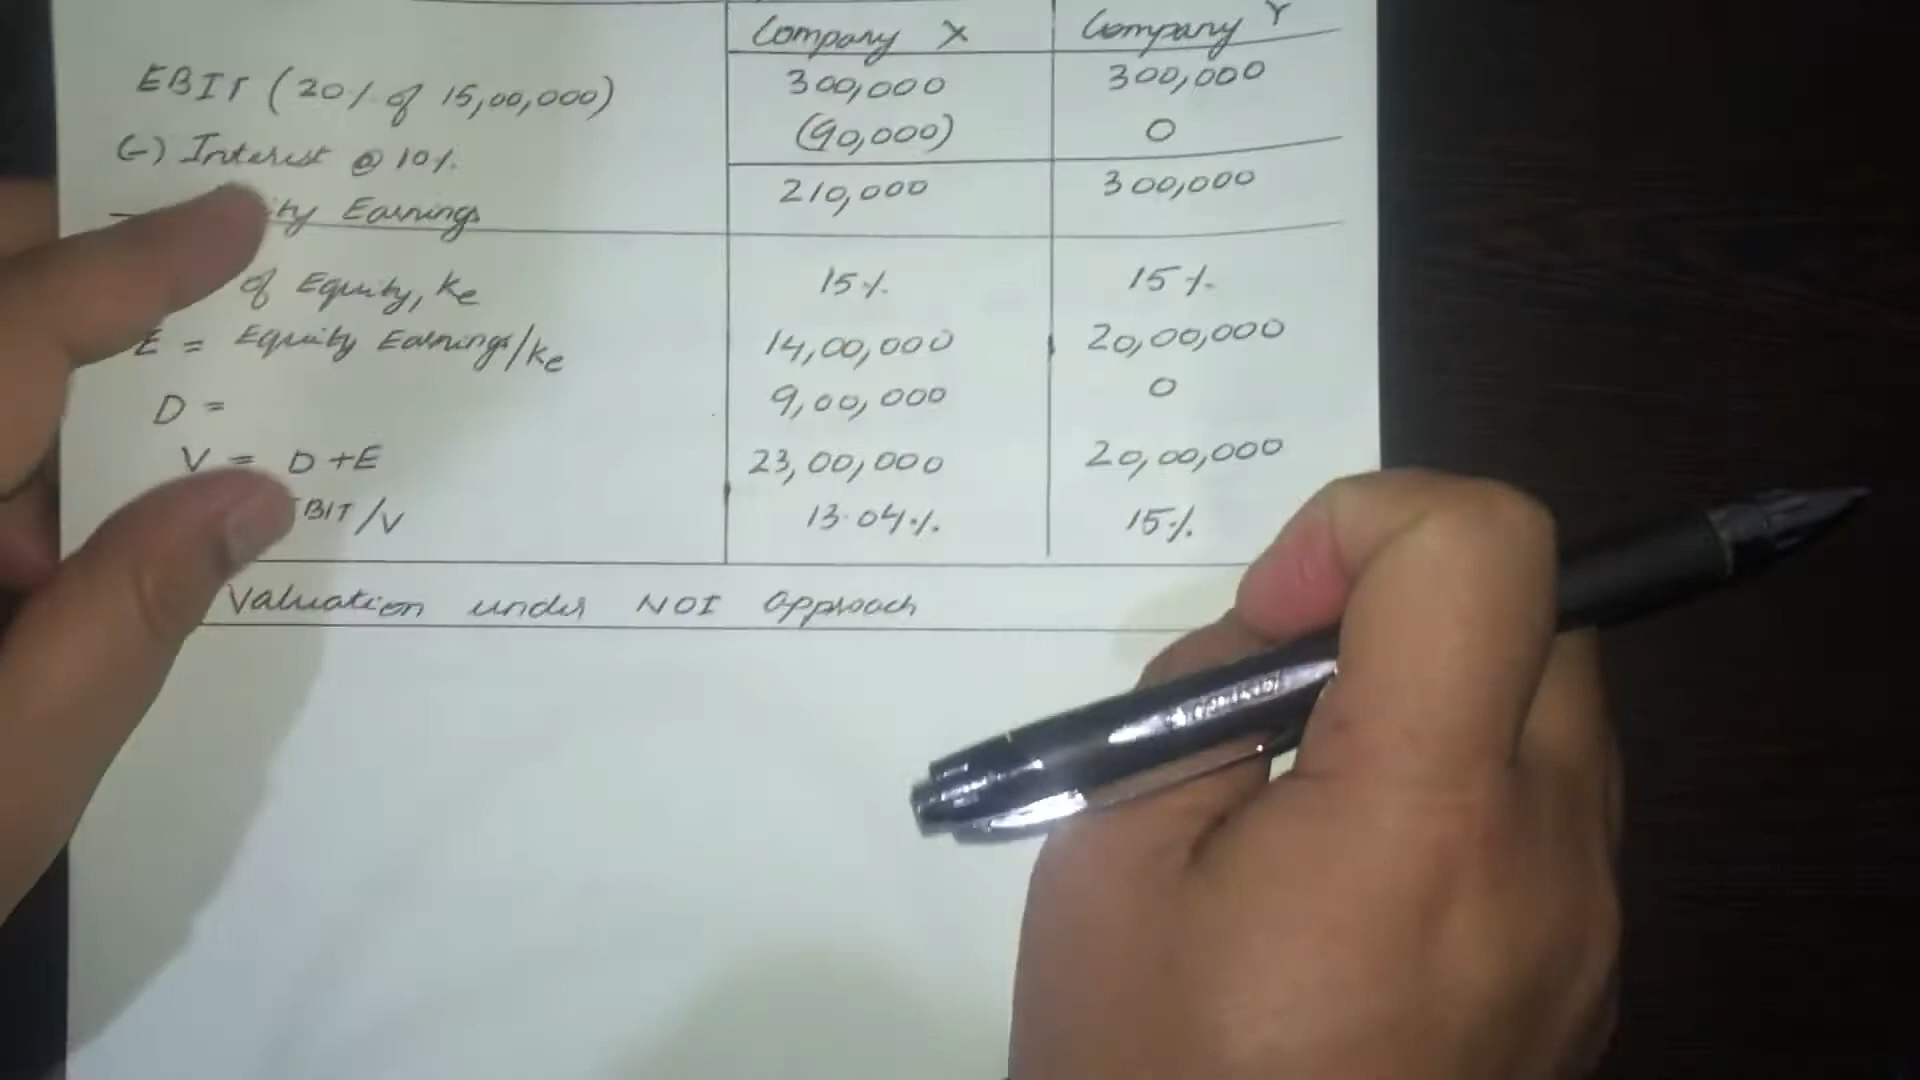 Company X Company Y
EBIT (20% of 15,00,000) 300,000 300,000
(-) Interest @ 10% (90,000) 0
Earnings 210,000 300,000
of Equity, Ke 15% 15%
E = Equity Earnings/Ke 14,00,000 20,00,000
D = 9,00,000 0
V = D+E 23,00,000 20,00,000
BIT/V 13.04% 15%
Valuation under NOI approach